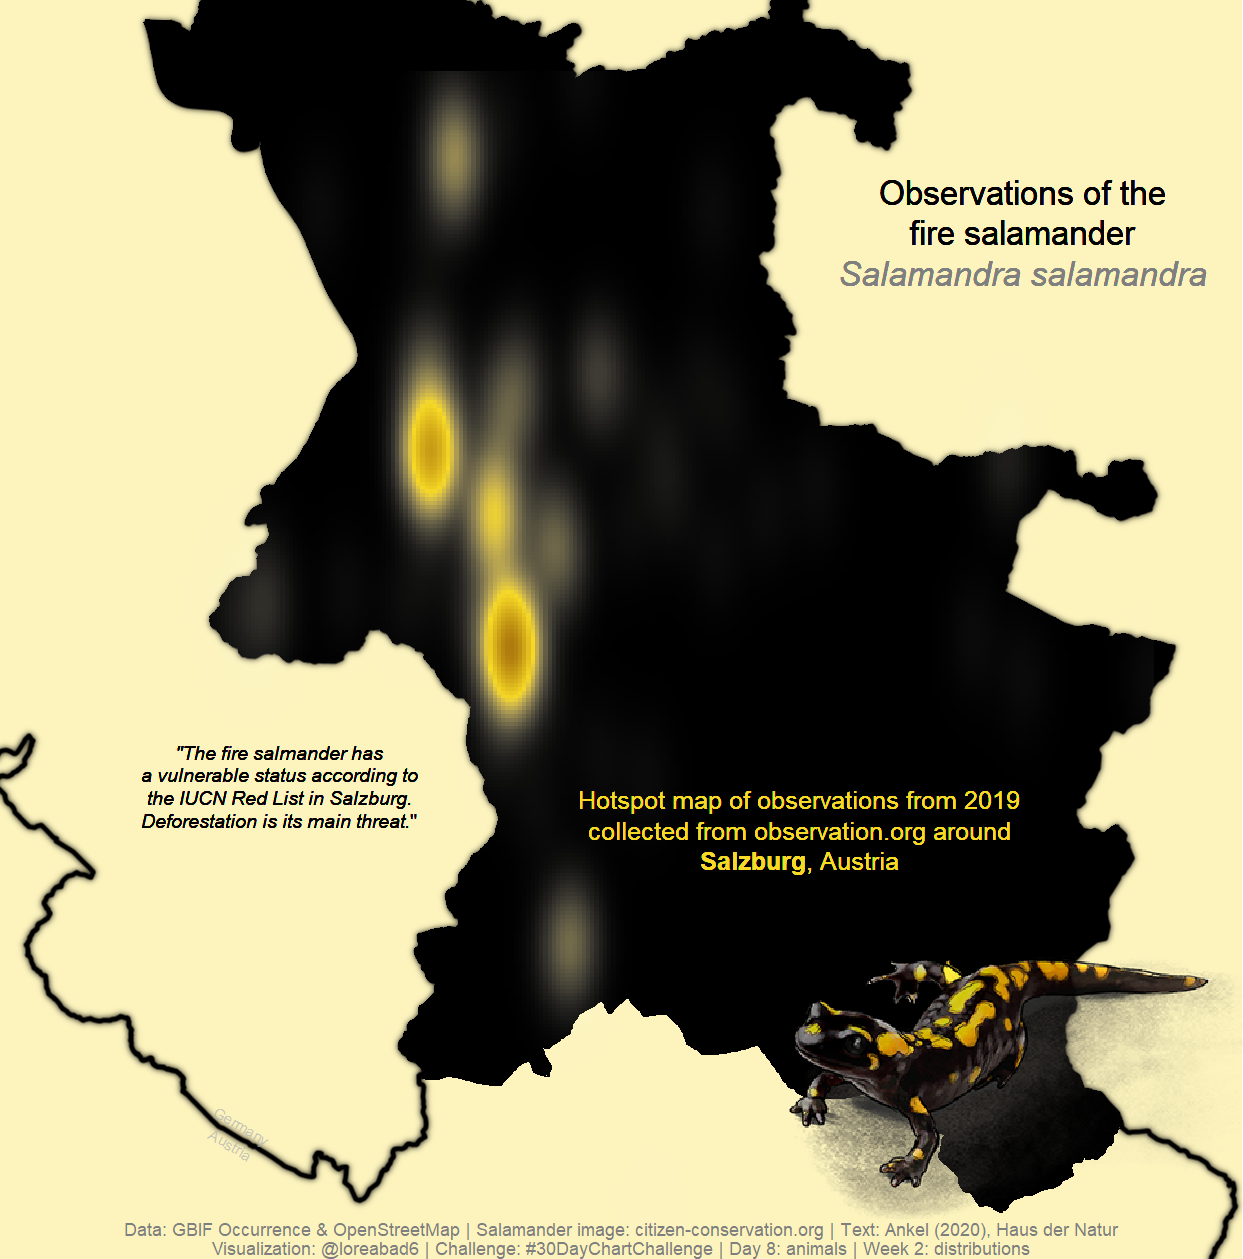 Observations of the
fire salamander
Salamandra salamandra
"The fire salmander has
a vulnerable status according to
the IUCN Red List in Salzburg.
Deforestation is its main threat."
Hotspot map of observations from 2019
collected from observation.org around
Salzburg, Austria
Germany
Austria
Data: GBIF Occurrence & OpenStreetMap | Salamander image: citizen-conservation.org | Text: Ankel (2020), Haus der Natur
Visualization: @loreabad6 | Challenge: #30DayChartChallenge | Day 8: animals | Week 2: distributions